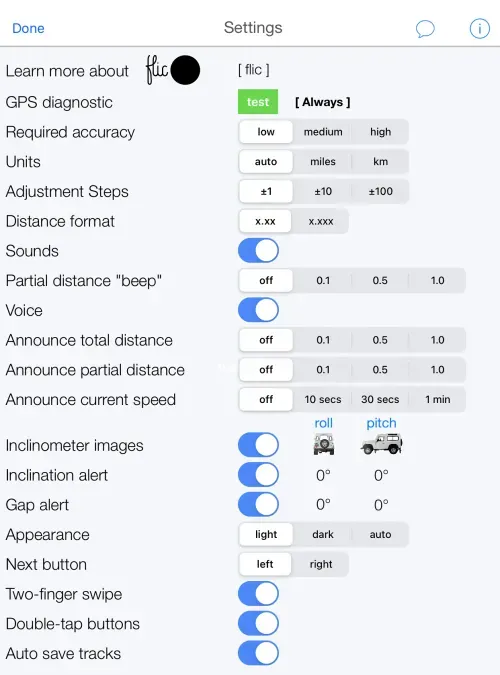 Done Settings
Learn more about flic [ flic ]
GPS diagnostic test [ Always ]
Required accuracy low medium high
Units auto miles km
Adjustment Steps ±1 ±10 ±100
Distance format x.xx x.xxx
Sounds
Partial distance "beep" off 0.1 0.5 1.0
Voice
Announce total distance off 0.1 0.5 1.0
Announce partial distance off 0.1 0.5 1.0
Announce current speed off 10 secs 30 secs 1 min
roll pitch
Inclinometer images
Inclination alert 0° 0°
Gap alert 0° 0°
Appearance light dark auto
Next button left right
Two-finger swipe
Double-tap buttons
Auto save tracks